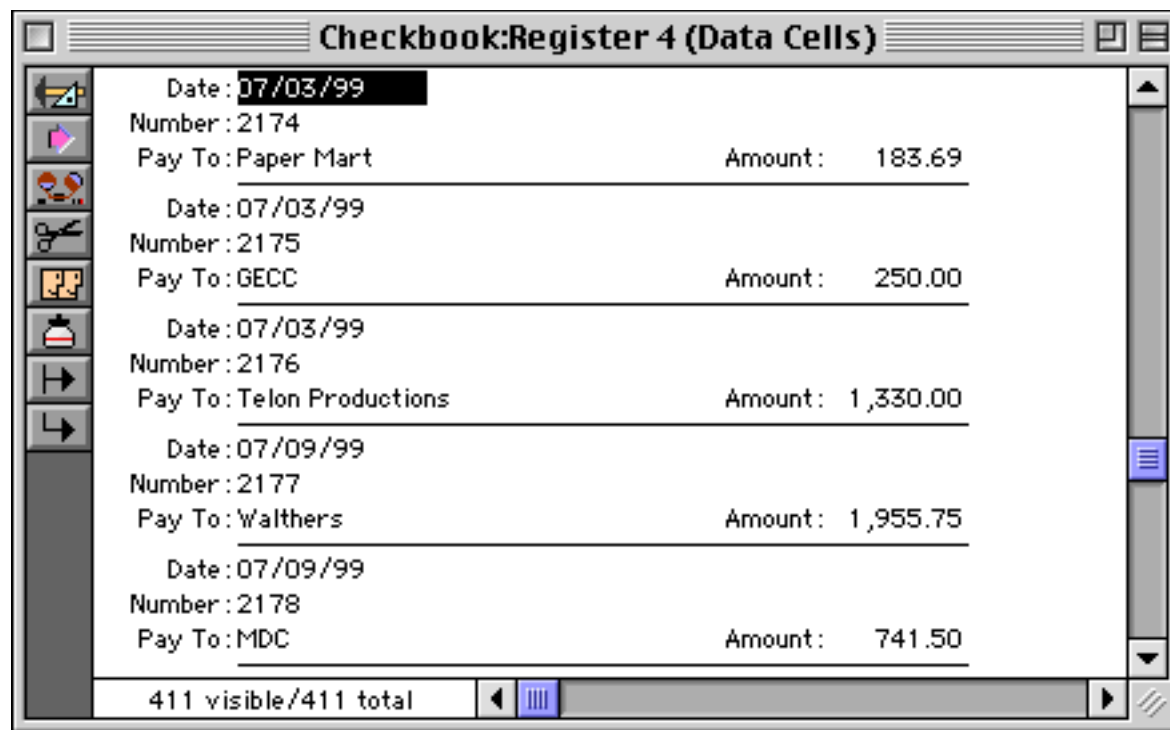 Checkbook:Register 4 (Data Cells)
Date: 07/03/99
Number: 2174
Pay To: Paper Mart Amount: 183.69
Date: 07/03/99
Number: 2175
Pay To: GECC Amount: 250.00
Date: 07/03/99
Number: 2176
Pay To: Telon Productions Amount: 1,330.00
Date: 07/09/99
Number: 2177
Pay To: Walthers Amount: 1,955.75
Date: 07/09/99
Number: 2178
Pay To: MDC Amount: 741.50
411 visible/411 total